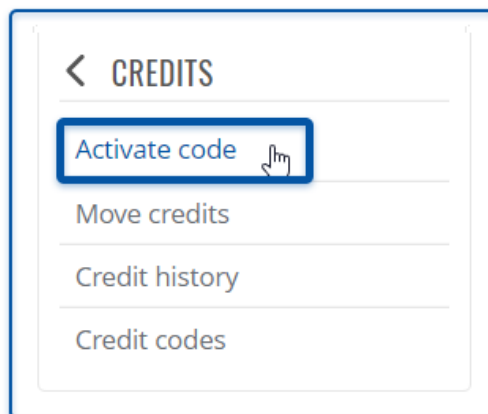 CREDITS
Activate code
Move credits
Credit history
Credit codes